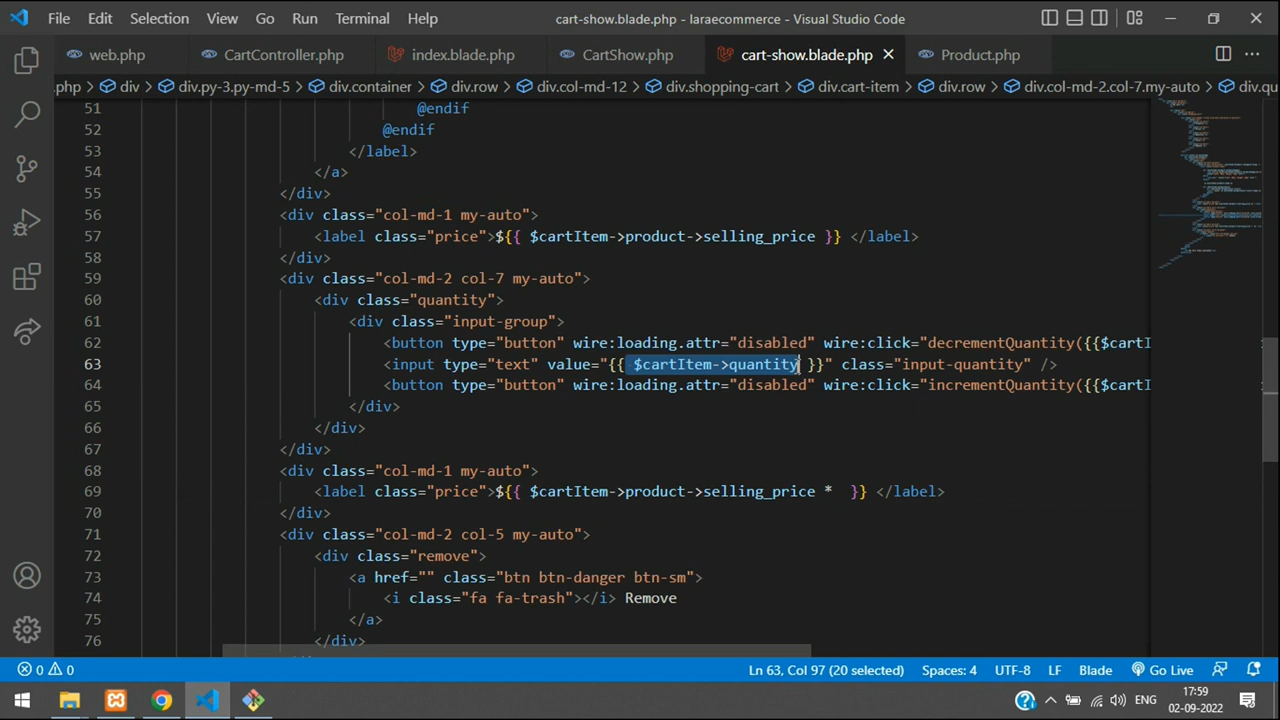 File Edit Selection View Go Run Terminal Help cart-show.blade.php - laraecommerce - Visual Studio Code
web.php CartController.php index.blade.php CartShow.php cart-show.blade.php Product.php
.php div div.py-3.py-md-5 div.container div.row div.col-md-12 div.shopping-cart div.cart-item div.row div.col-md-2.col-7.my-auto div.qu
51 @endif
52 @endif
53 </label>
54 </a>
55 </div>
56 <div class="col-md-1 my-auto">
57 <label class="price">${{ $cartItem->product->selling_price }} </label>
58 </div>
59 <div class="col-md-2 col-7 my-auto">
60 <div class="quantity">
61 <div class="input-group">
62 <button type="button" wire:loading.attr="disabled" wire:click="decrementQuantity({{$cartI
63 <input type="text" value="{{ $cartItem->quantity }}" class="input-quantity" />
64 <button type="button" wire:loading.attr="disabled" wire:click="incrementQuantity({{$cartI
65 </div>
66 </div>
67 </div>
68 <div class="col-md-1 my-auto">
69 <label class="price">${{ $cartItem->product->selling_price *  }} </label>
70 </div>
71 <div class="col-md-2 col-5 my-auto">
72 <div class="remove">
73 <a href="" class="btn btn-danger btn-sm">
74 <i class="fa fa-trash"></i> Remove
75 </a>
76 </div>
0 0 Ln 63, Col 97 (20 selected) Spaces: 4 UTF-8 LF Blade Go Live
ENG 17:59
02-09-2022